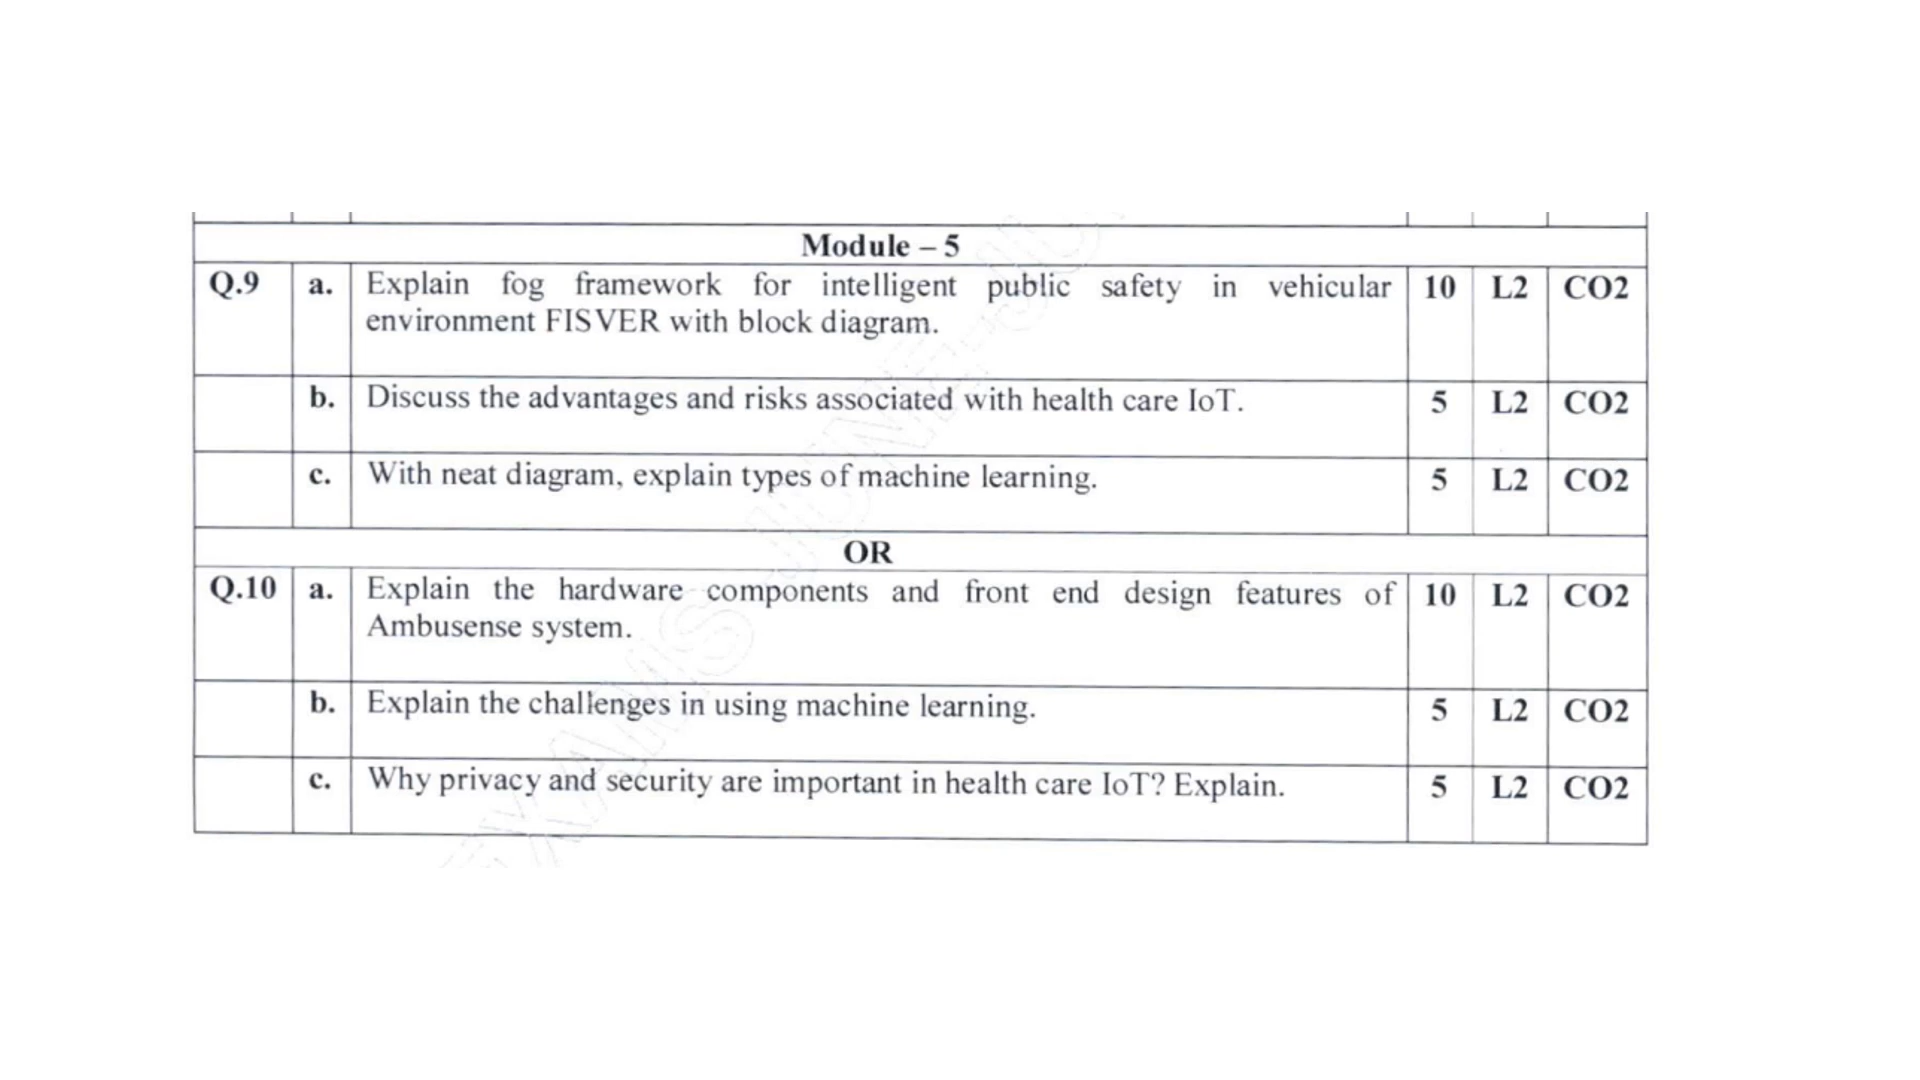 Module – 5
Q.9 a. Explain fog framework for intelligent public safety in vehicular 10 L2 CO2
environment FISVER with block diagram.
b. Discuss the advantages and risks associated with health care IoT. 5 L2 CO2
c. With neat diagram, explain types of machine learning. 5 L2 CO2
OR
Q.10 a. Explain the hardware components and front end design features of 10 L2 CO2
Ambusense system.
b. Explain the challenges in using machine learning. 5 L2 CO2
c. Why privacy and security are important in health care IoT? Explain. 5 L2 CO2